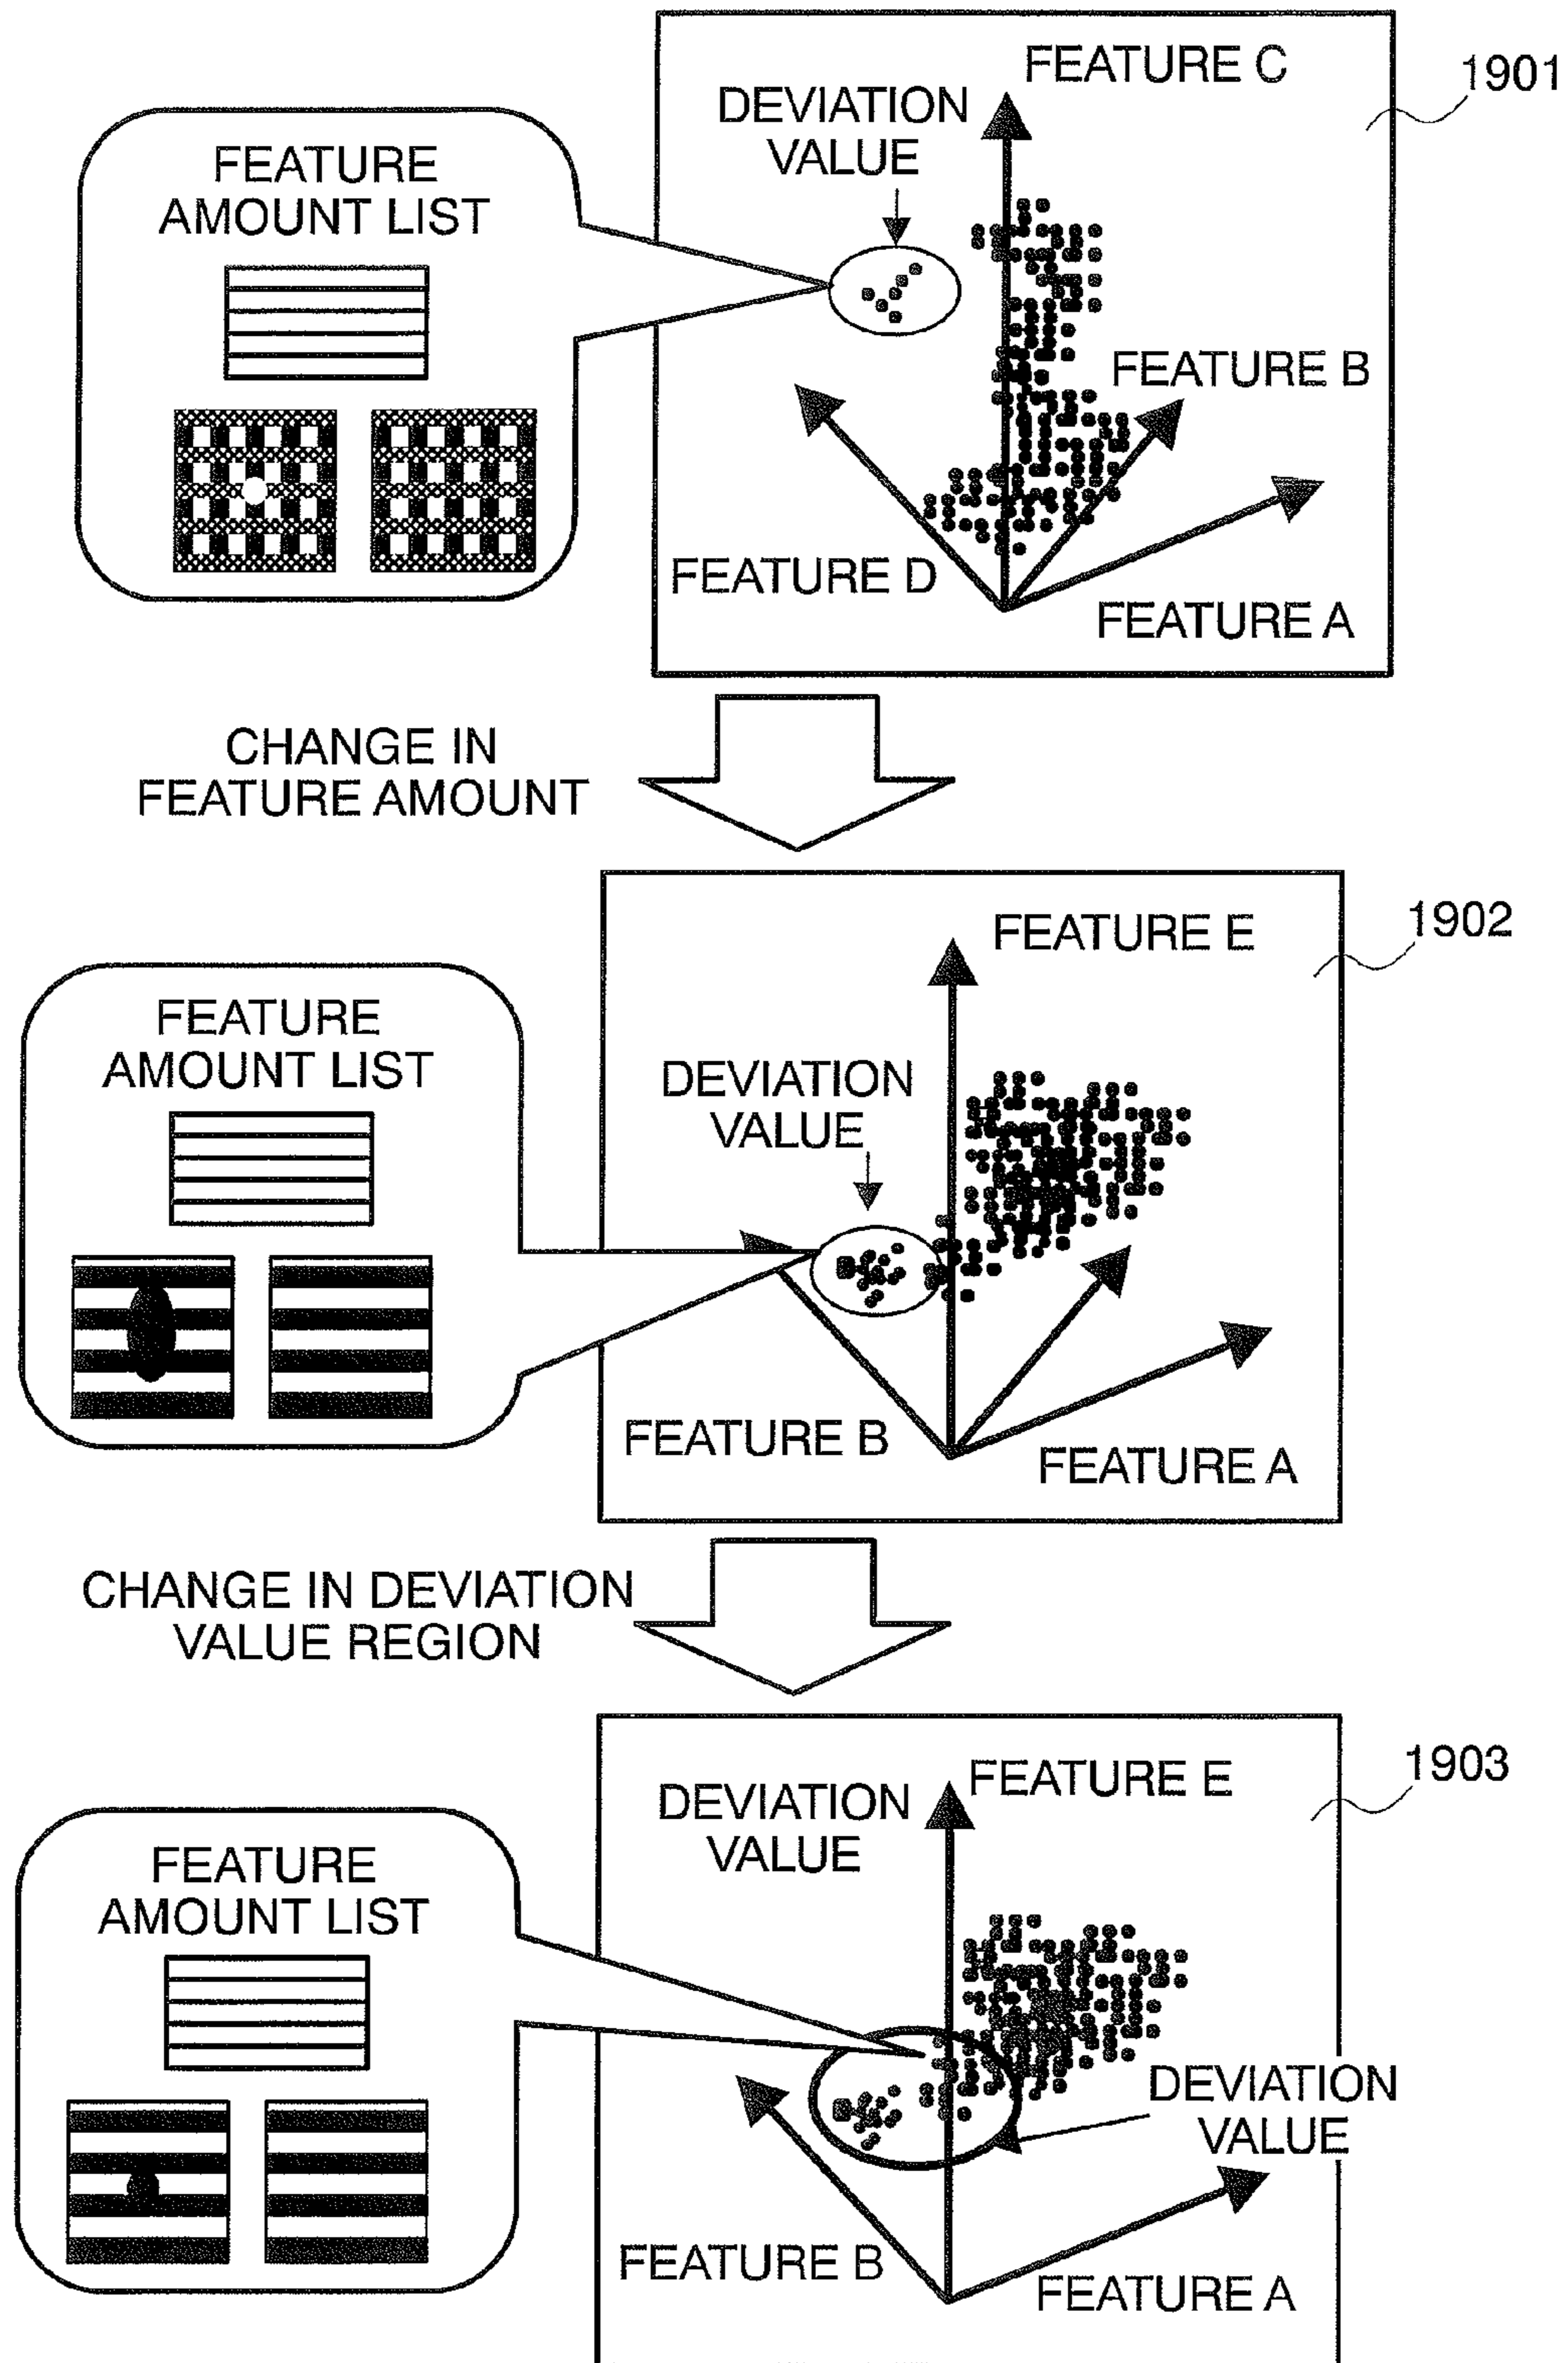 FEATURE C
1901
DEVIATION
VALUE
FEATURE
AMOUNT LIST
FEATURE B
FEATURE D
FEATURE A
CHANGE IN
FEATURE AMOUNT
1902
FEATURE E
FEATURE
AMOUNT LIST
DEVIATION
VALUE
FEATURE B
FEATURE A
CHANGE IN DEVIATION
VALUE REGION
1903
FEATURE E
DEVIATION
VALUE
FEATURE
AMOUNT LIST
DEVIATION
VALUE
FEATURE B
FEATURE A